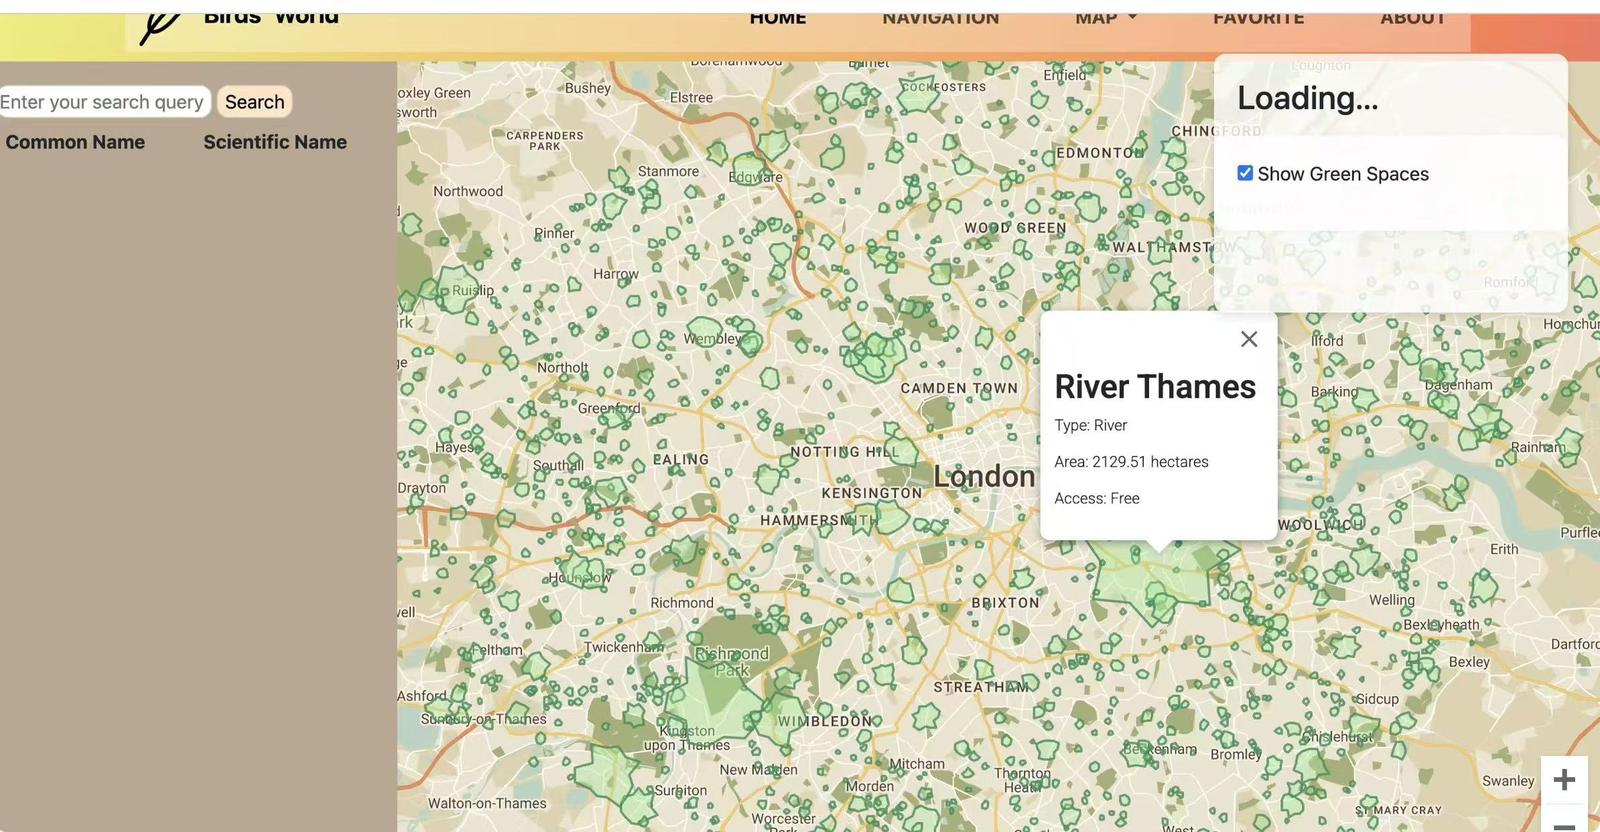 Birds' World
HOME
NAVIGATION
MAP
FAVORITE
ABOUT
Enter your search query
Search
Common Name
Scientific Name
Loading...
Show Green Spaces
River Thames
Type: River
Area: 2129.51 hectares
Access: Free
Borehamwood
Barnet
Loughton
oxley Green
Bushey
Elstree
COCKFOSTERS
Enfield
sworth
CARPENDERS
PARK
CHINGFORD
EDMONTON
Stanmore
Edgware
Northwood
Pinner
WOOD GREEN
WALTHAMSTOW
Harrow
Ruislip
Romford
rk
Hornchu
Wembley
Ilford
ge
Northolt
CAMDEN TOWN
Barking
Dagenham
Greenford
Hayes
EALING
NOTTING HILL
Rainham
Southall
London
Drayton
KENSINGTON
HAMMERSMITH
WOOLWICH
Purfle
Erith
Hounslow
Richmond
BRIXTON
Welling
well
Bexleyheath
Twickenham
Feltham
Richmond
Park
Dartfor
Bexley
Ashford
STREATHAM
Sidcup
Sunbury-on-Thames
WIMBLEDON
Kingston
upon Thames
Beckenham
Bromley
Chislehurst
New Malden
Mitcham
Thornton
Heath
Swanley
Surbiton
Morden
Walton-on-Thames
ST MARY CRAY
Worcester
Park
West